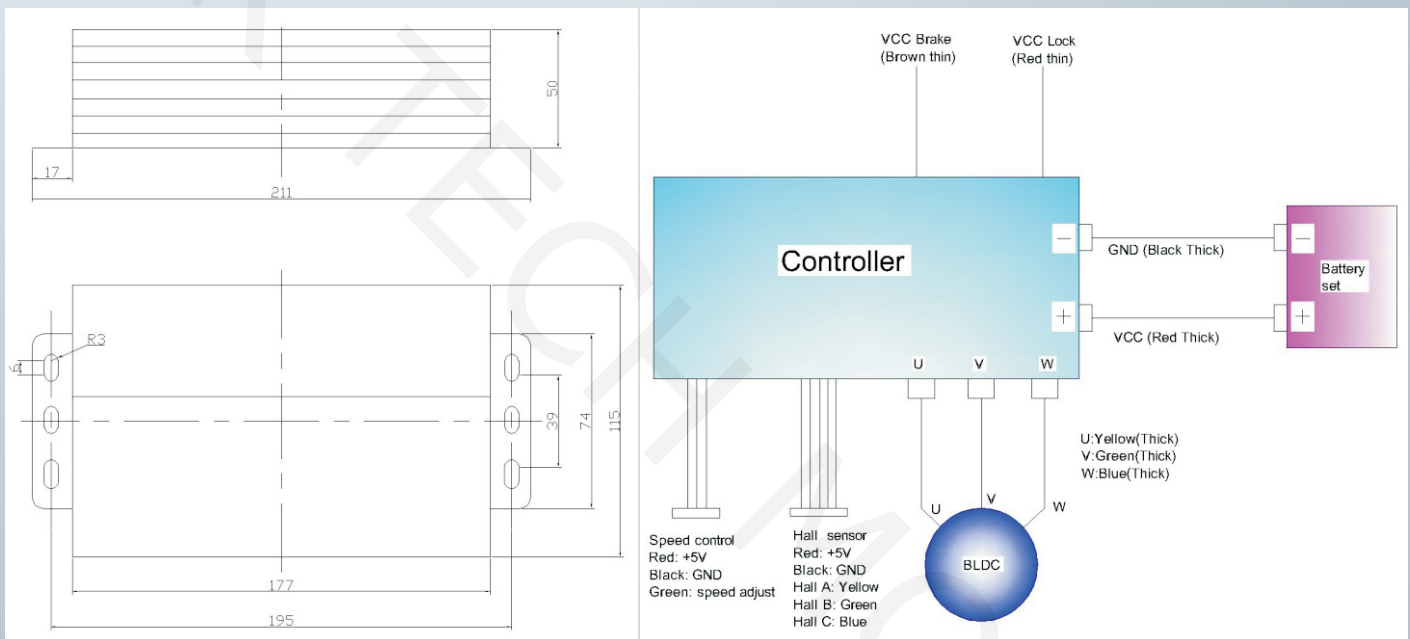 50
17
211
R3
6
39
74
115
177
195
VCC Brake
(Brown thin)
VCC Lock
(Red thin)
Controller
−
+
GND (Black Thick)
VCC (Red Thick)
−
+
Battery
set
U
V
W
U:Yellow(Thick)
V:Green(Thick)
W:Blue(Thick)
U
V
W
BLDC
Speed control
Red: +5V
Black: GND
Green: speed adjust
Hall sensor
Red: +5V
Black: GND
Hall A: Yellow
Hall B: Green
Hall C: Blue
TECH